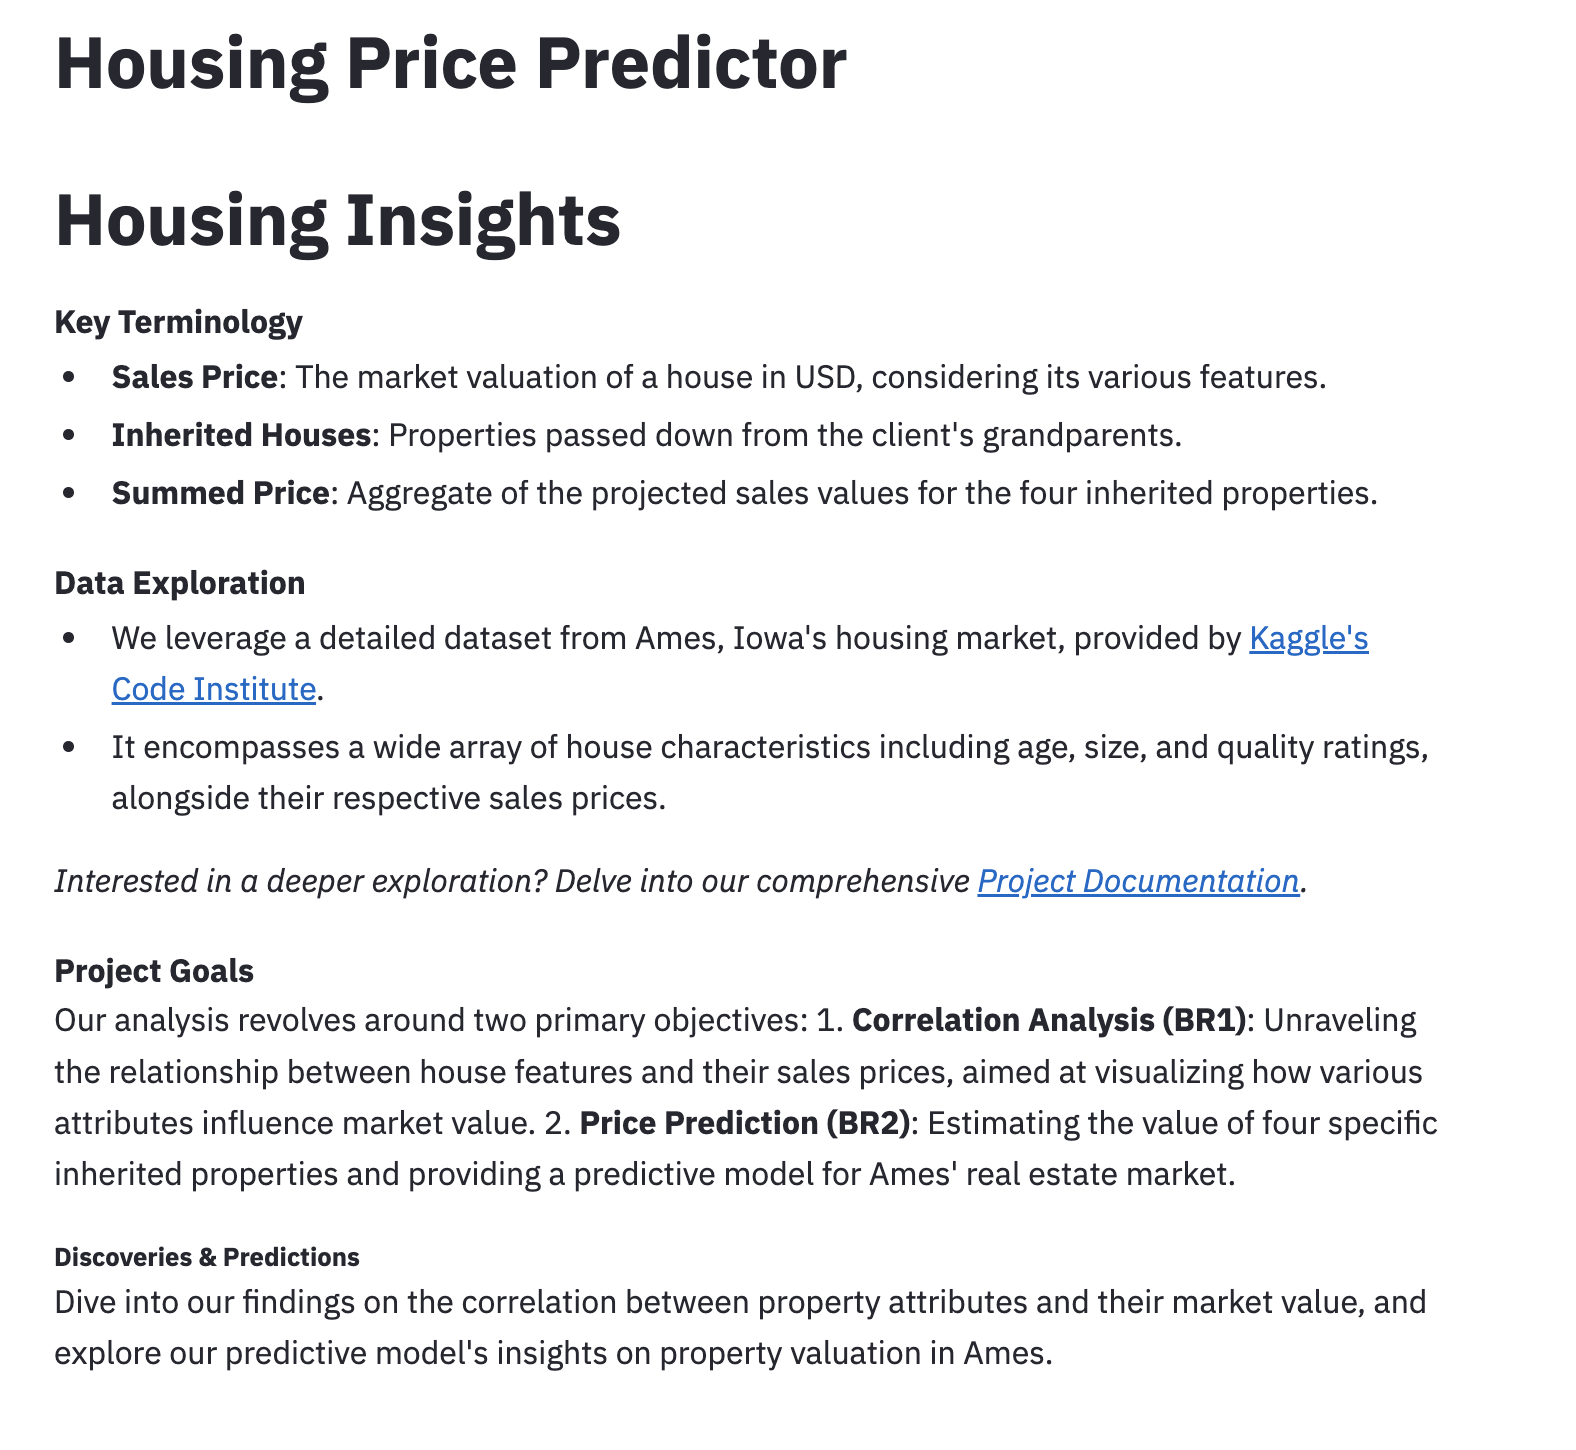 Housing Price Predictor
Housing Insights
Key Terminology
• Sales Price: The market valuation of a house in USD, considering its various features.
• Inherited Houses: Properties passed down from the client's grandparents.
• Summed Price: Aggregate of the projected sales values for the four inherited properties.
Data Exploration
• We leverage a detailed dataset from Ames, Iowa's housing market, provided by Kaggle's
Code Institute.
• It encompasses a wide array of house characteristics including age, size, and quality ratings,
alongside their respective sales prices.
Interested in a deeper exploration? Delve into our comprehensive Project Documentation.
Project Goals
Our analysis revolves around two primary objectives: 1. Correlation Analysis (BR1): Unraveling
the relationship between house features and their sales prices, aimed at visualizing how various
attributes influence market value. 2. Price Prediction (BR2): Estimating the value of four specific
inherited properties and providing a predictive model for Ames' real estate market.
Discoveries & Predictions
Dive into our findings on the correlation between property attributes and their market value, and
explore our predictive model's insights on property valuation in Ames.